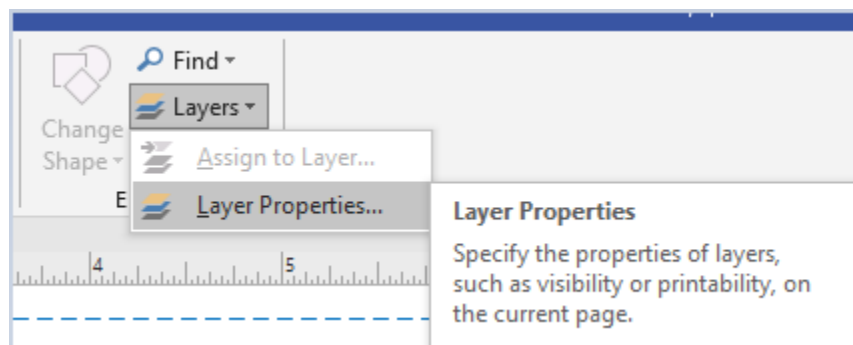 Find
Layers
Change
Shape
Assign to Layer...
E
Layer Properties...
Layer Properties
Specify the properties of layers,
such as visibility or printability, on
the current page.
4
5